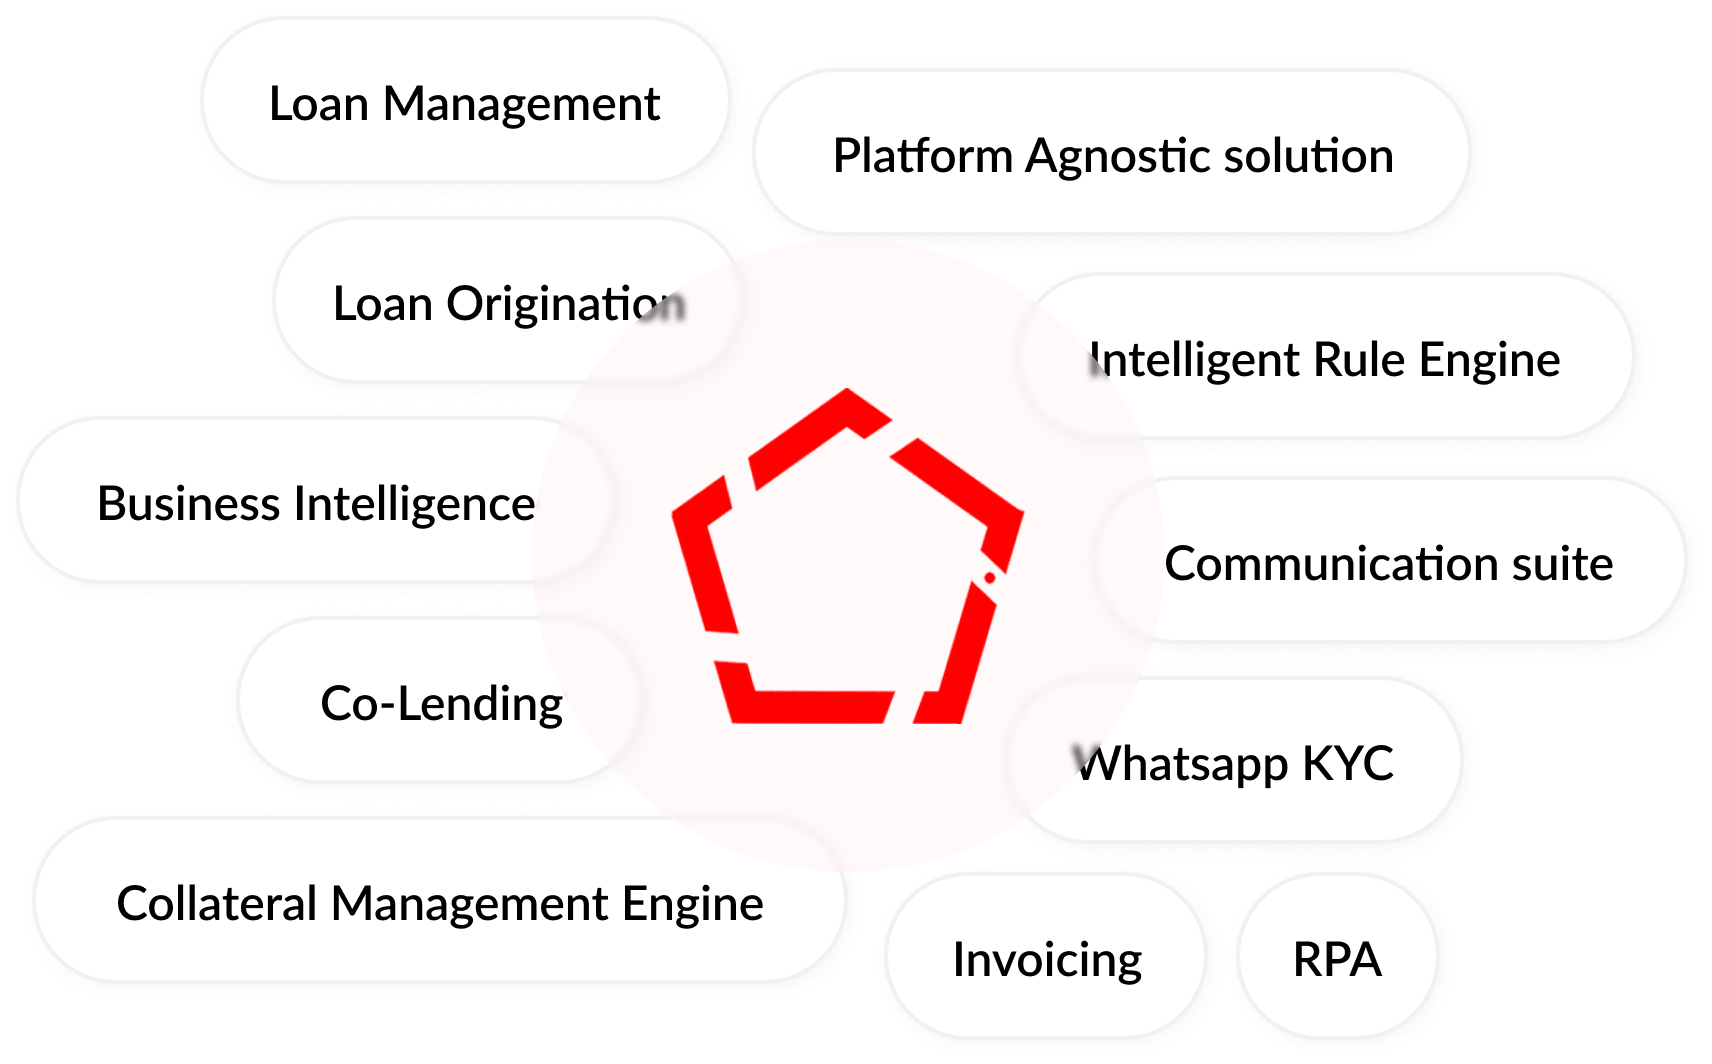 Loan Management
Platform Agnostic solution
Loan Origination
Intelligent Rule Engine
Business Intelligence
Communication suite
Co-Lending
Whatsapp KYC
Collateral Management Engine
Invoicing
RPA